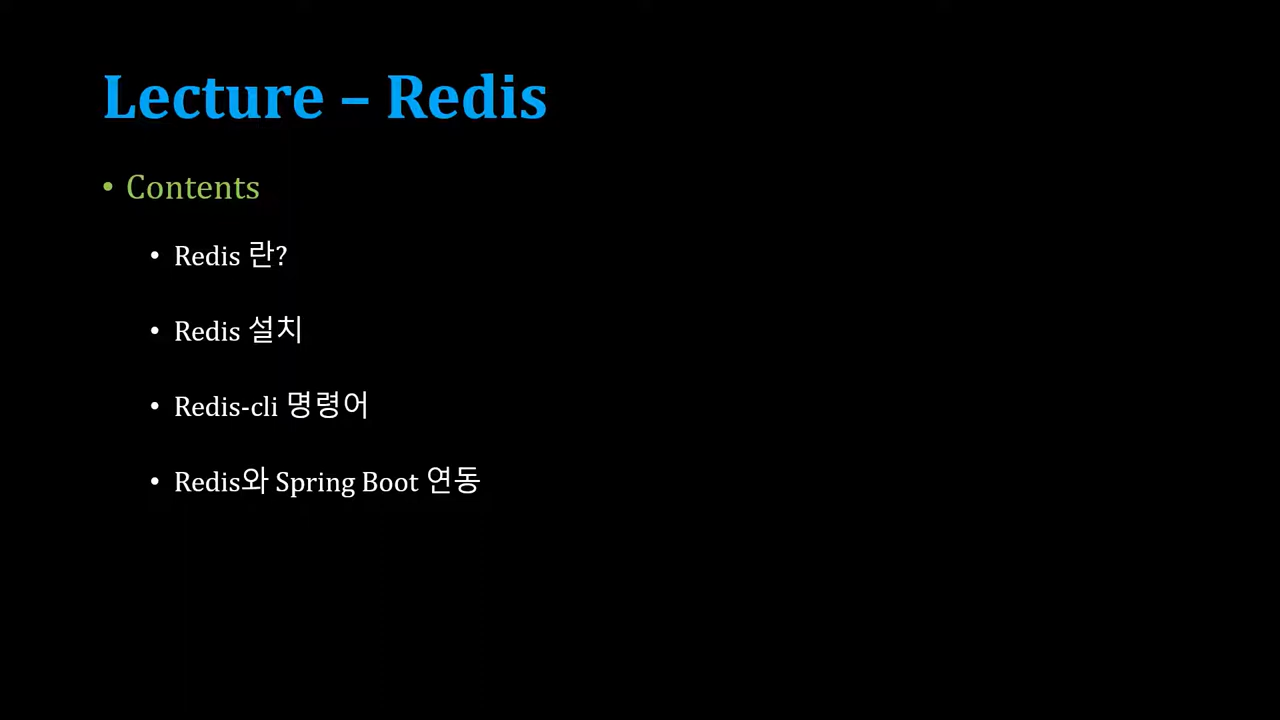 Lecture – Redis
• Contents
• Redis 란?
• Redis 설치
• Redis-cli 명령어
• Redis와 Spring Boot 연동